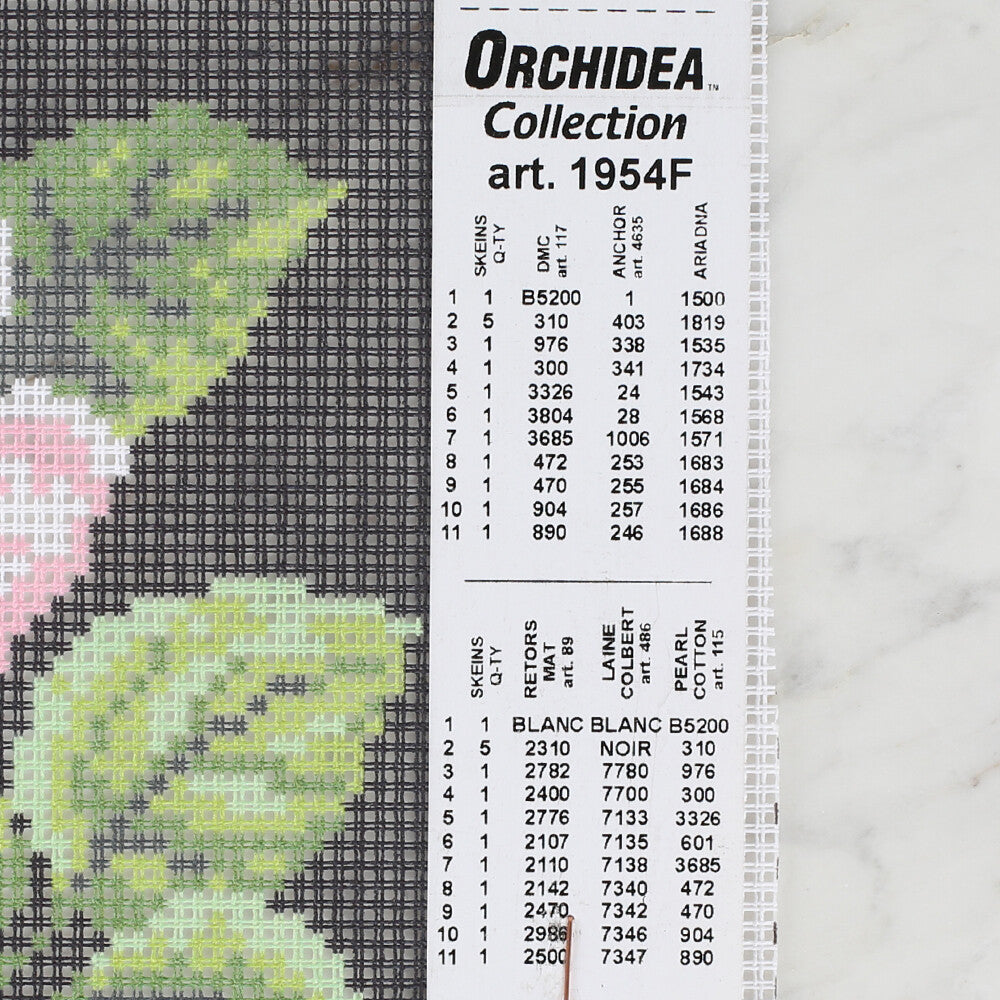 ORCHIDEA™
Collection
art. 1954F
SKEINS Q-TY DMC art. 117 ANCHOR art. 4635 ARIADNA
1 1 B5200 1 1500
2 5 310 403 1819
3 1 976 338 1535
4 1 300 341 1734
5 1 3326 24 1543
6 1 3804 28 1568
7 1 3685 1006 1571
8 1 472 253 1683
9 1 470 255 1684
10 1 904 257 1686
11 1 890 246 1688
SKEINS Q-TY RETORS MAT art. 89 LAINE COLBERT art. 486 PEARL COTTON art. 115
1 1 BLANC BLANC B5200
2 5 2310 NOIR 310
3 1 2782 7780 976
4 1 2400 7700 300
5 1 2776 7133 3326
6 1 2107 7135 601
7 1 2110 7138 3685
8 1 2142 7340 472
9 1 2470 7342 470
10 1 2986 7346 904
11 1 2500 7347 890